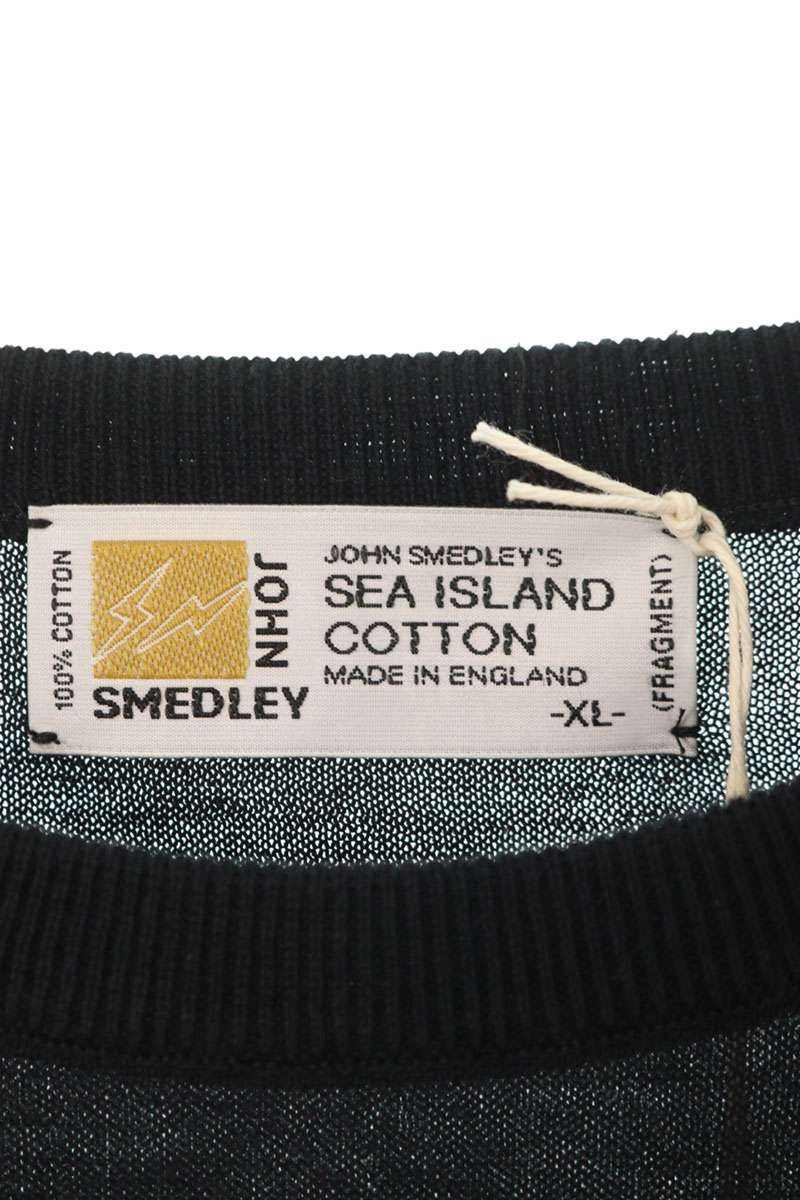 100% COTTON
JOHN
SMEDLEY
JOHN SMEDLEY'S
SEA ISLAND
COTTON
MADE IN ENGLAND
-XL-
(FRAGMENT)